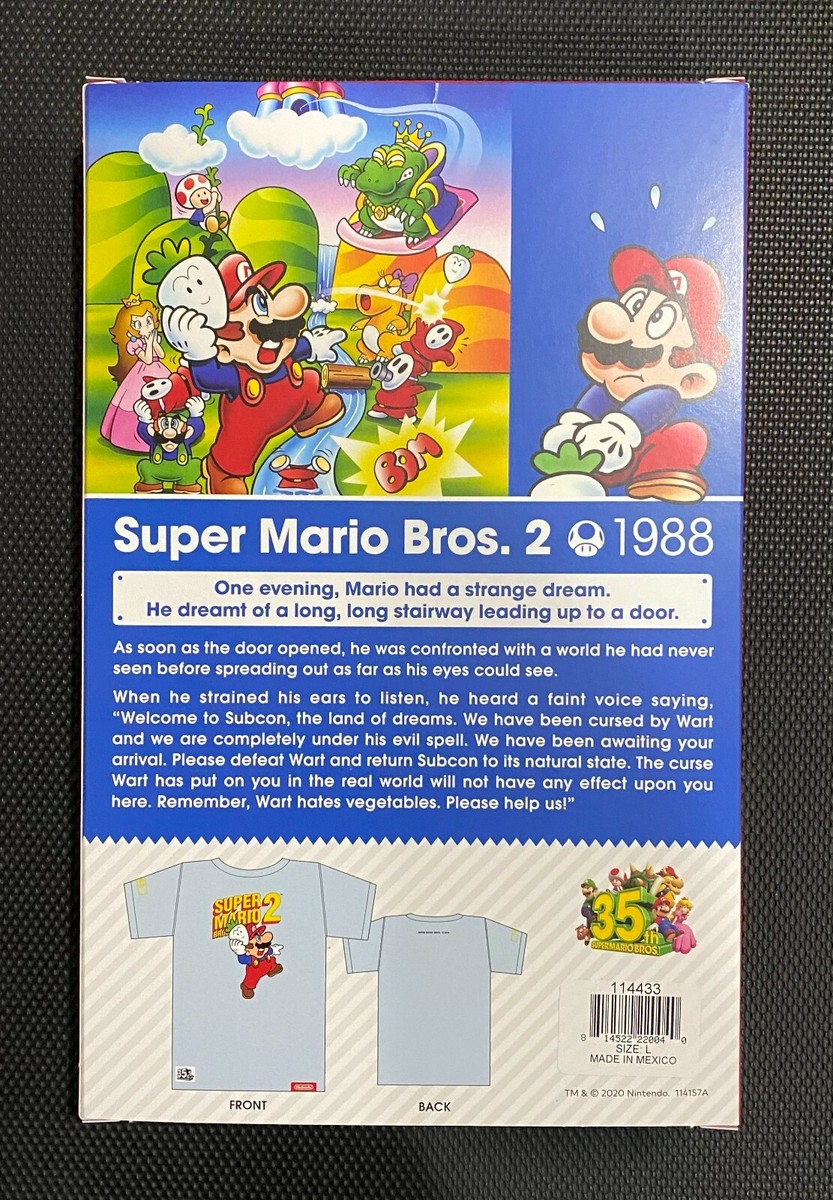 BOM
Super Mario Bros. 2 1988
One evening, Mario had a strange dream.
He dreamt of a long, long stairway leading up to a door.
As soon as the door opened, he was confronted with a world he had never
seen before spreading out as far as his eyes could see.
When he strained his ears to listen, he heard a faint voice saying,
“Welcome to Subcon, the land of dreams. We have been cursed by Wart
and we are completely under his evil spell. We have been awaiting your
arrival. Please defeat Wart and return Subcon to its natural state. The curse
Wart has put on you in the real world will not have any effect upon you
here. Remember, Wart hates vegetables. Please help us!”
SUPER
MARIO 2
BROS.
35th
SUPER MARIO BROS.
114433
8 14522 22004 0
SIZE: L
MADE IN MEXICO
Nintendo
TM & © 2020 Nintendo. 114157A
FRONT
BACK